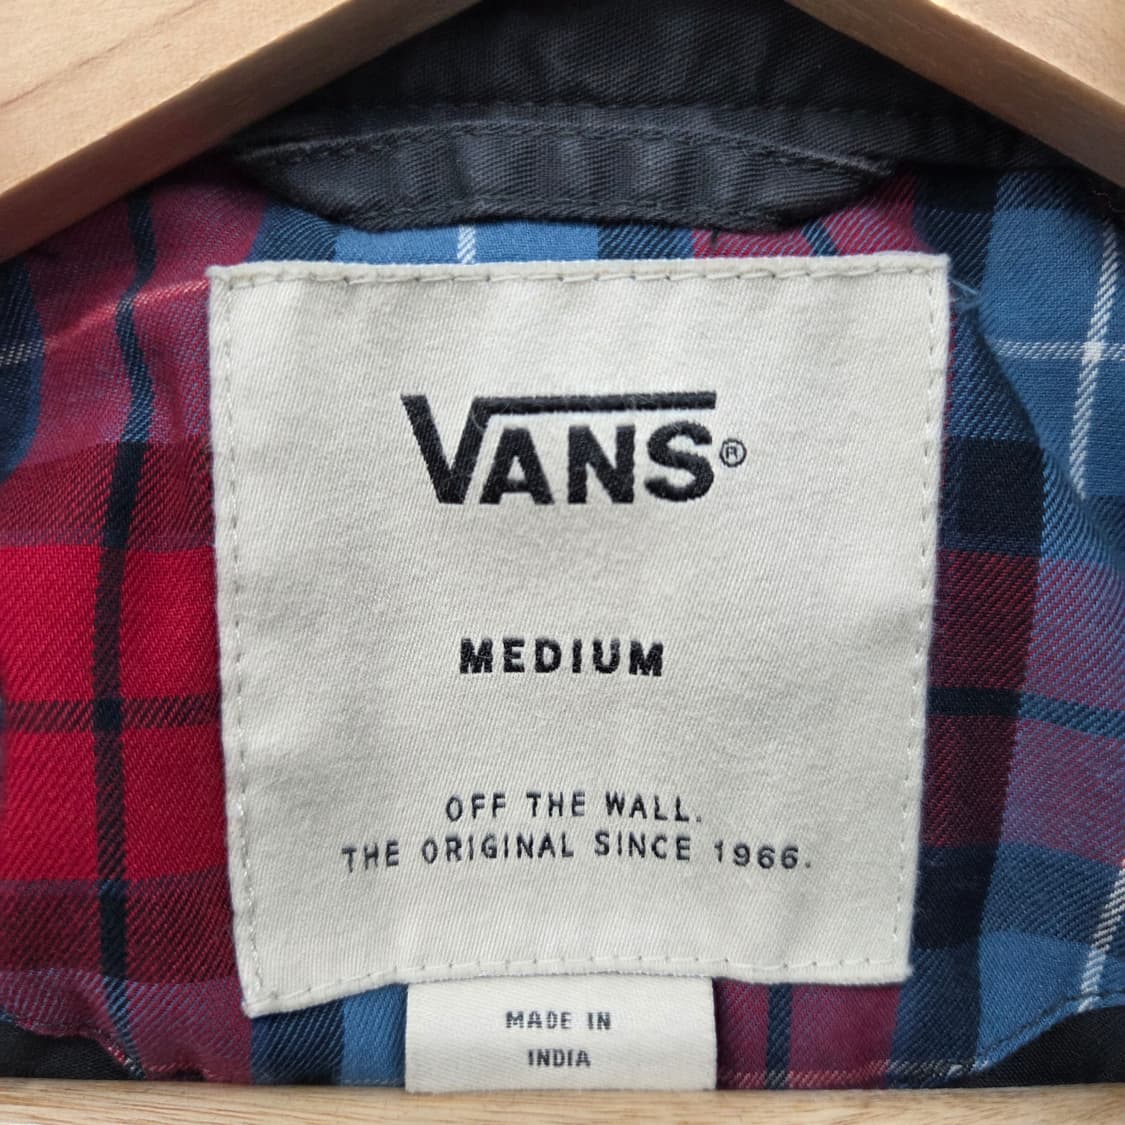 VANS®
MEDIUM
OFF THE WALL.
THE ORIGINAL SINCE 1966.
MADE IN
INDIA